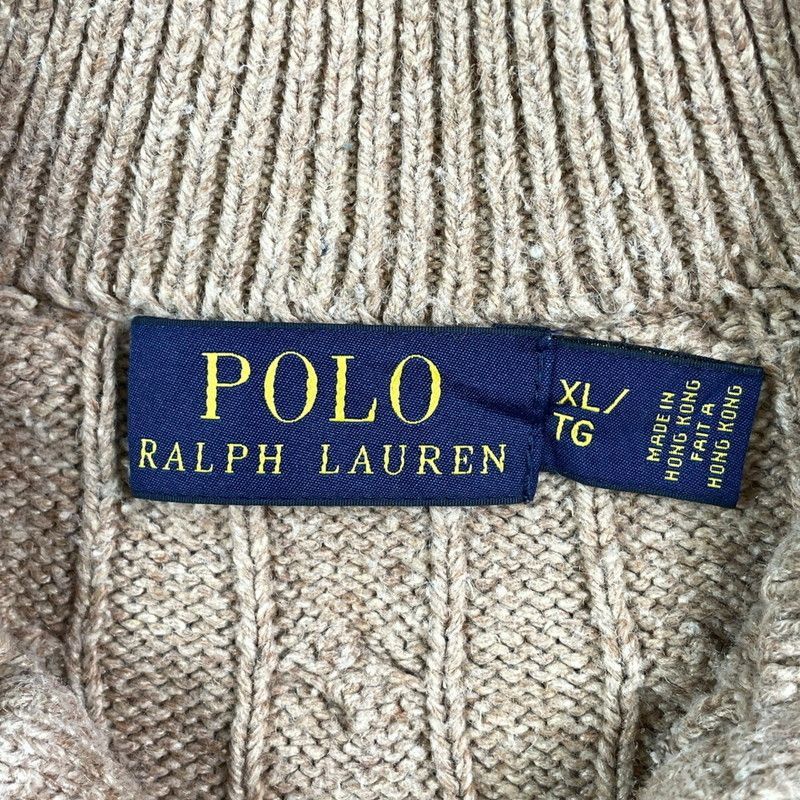 POLO
RALPH LAUREN
XL/
TG
MADE IN
HONG KONG
FAIT A
HONG KONG